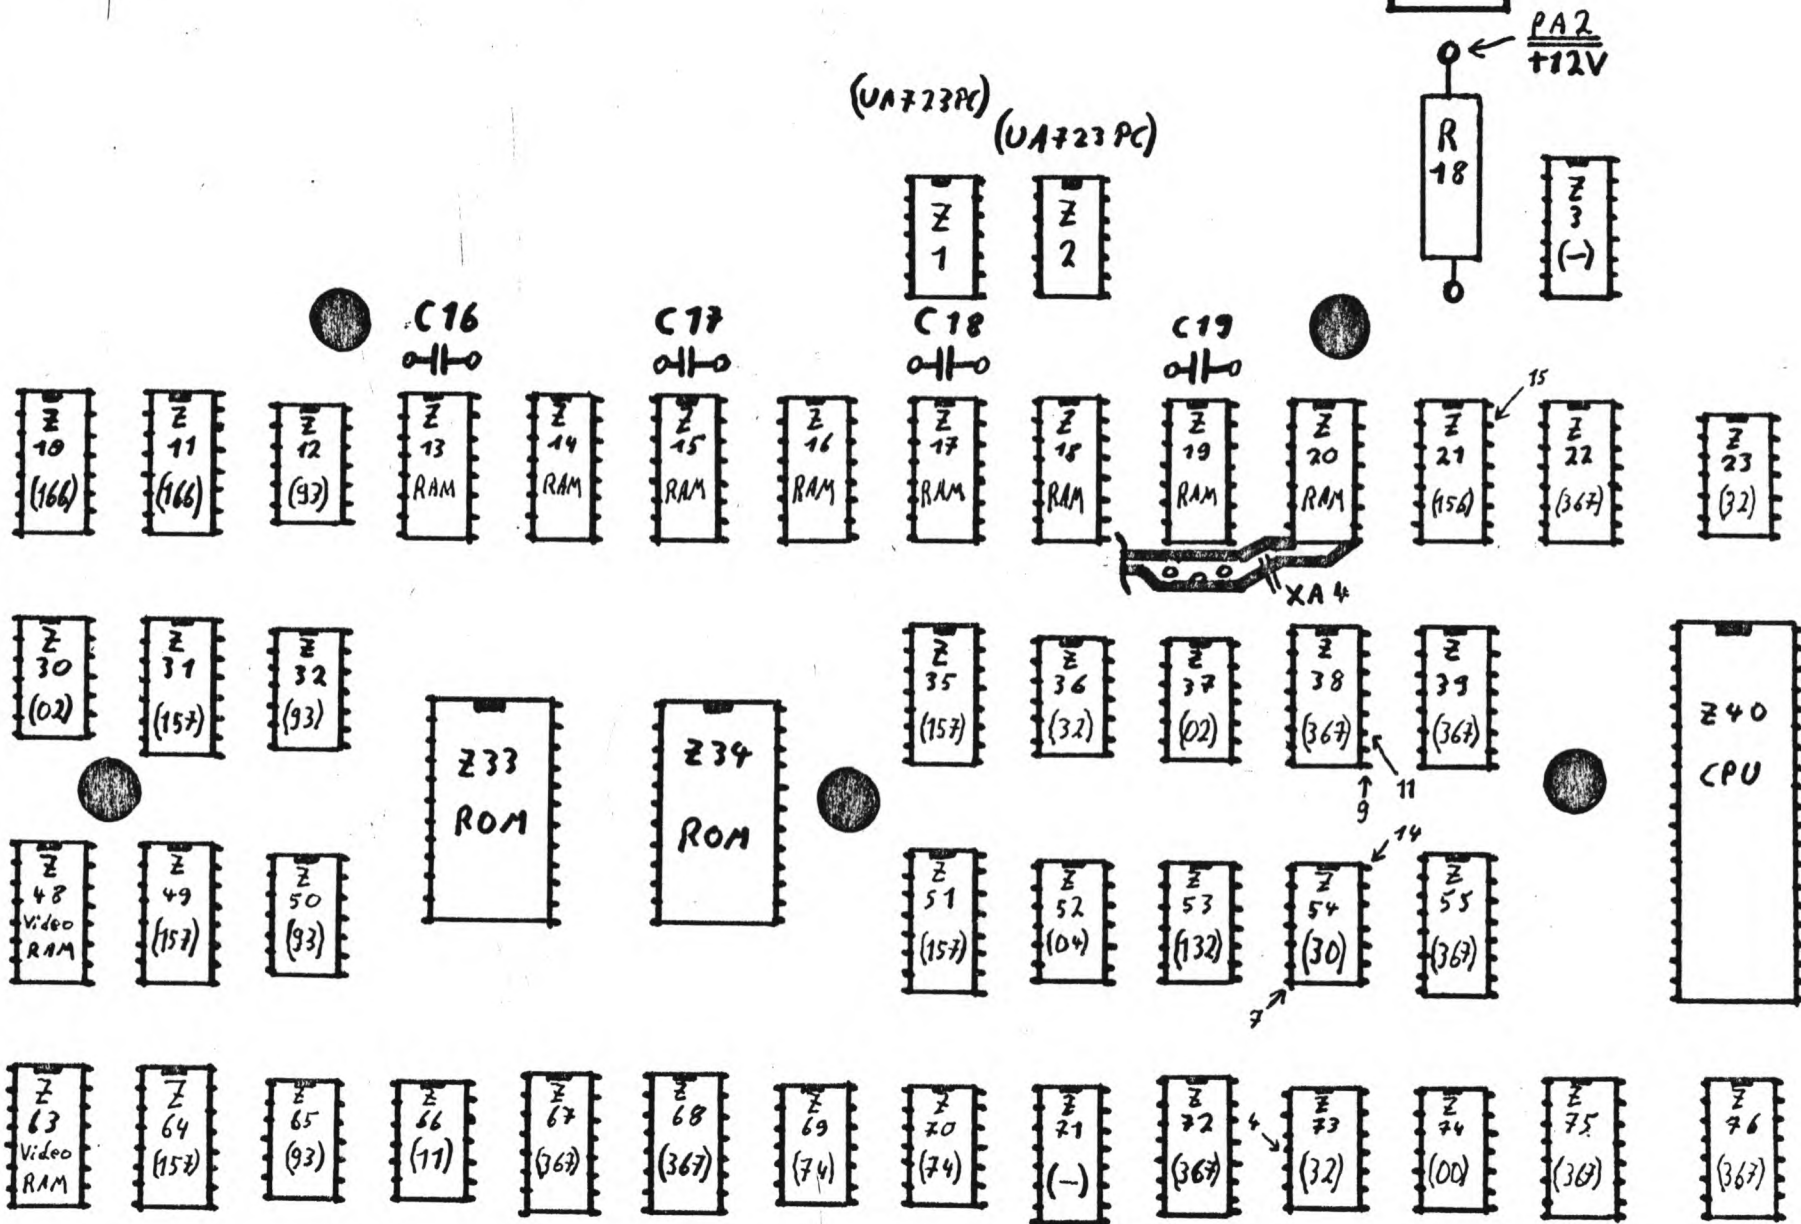 PA2
+12V
(UA723PC)
(UA723PC)
R
18
Z
1
Z
2
Z
3
(-)
C16
C17
C18
C19
15
Z
10
(166)
Z
11
(166)
Z
12
(93)
Z
13
RAM
Z
14
RAM
Z
15
RAM
Z
16
RAM
Z
17
RAM
Z
18
RAM
Z
19
RAM
Z
20
RAM
Z
21
(156)
Z
22
(367)
Z
23
(32)
XA4
Z
30
(02)
Z
31
(157)
Z
32
(93)
Z33
ROM
Z34
ROM
Z
35
(157)
Z
36
(32)
Z
37
(02)
Z
38
(367)
Z
39
(367)
Z40
CPU
9
11
14
Z
48
Video
RAM
Z
49
(157)
Z
50
(93)
Z
51
(157)
Z
52
(04)
Z
53
(132)
Z
54
(30)
Z
55
(367)
7
Z
63
Video
RAM
Z
64
(157)
Z
65
(93)
Z
66
(11)
Z
67
(367)
Z
68
(367)
Z
69
(74)
Z
70
(74)
Z
71
(-)
Z
72
(367)
4
Z
73
(32)
Z
74
(00)
Z
75
(367)
Z
76
(367)